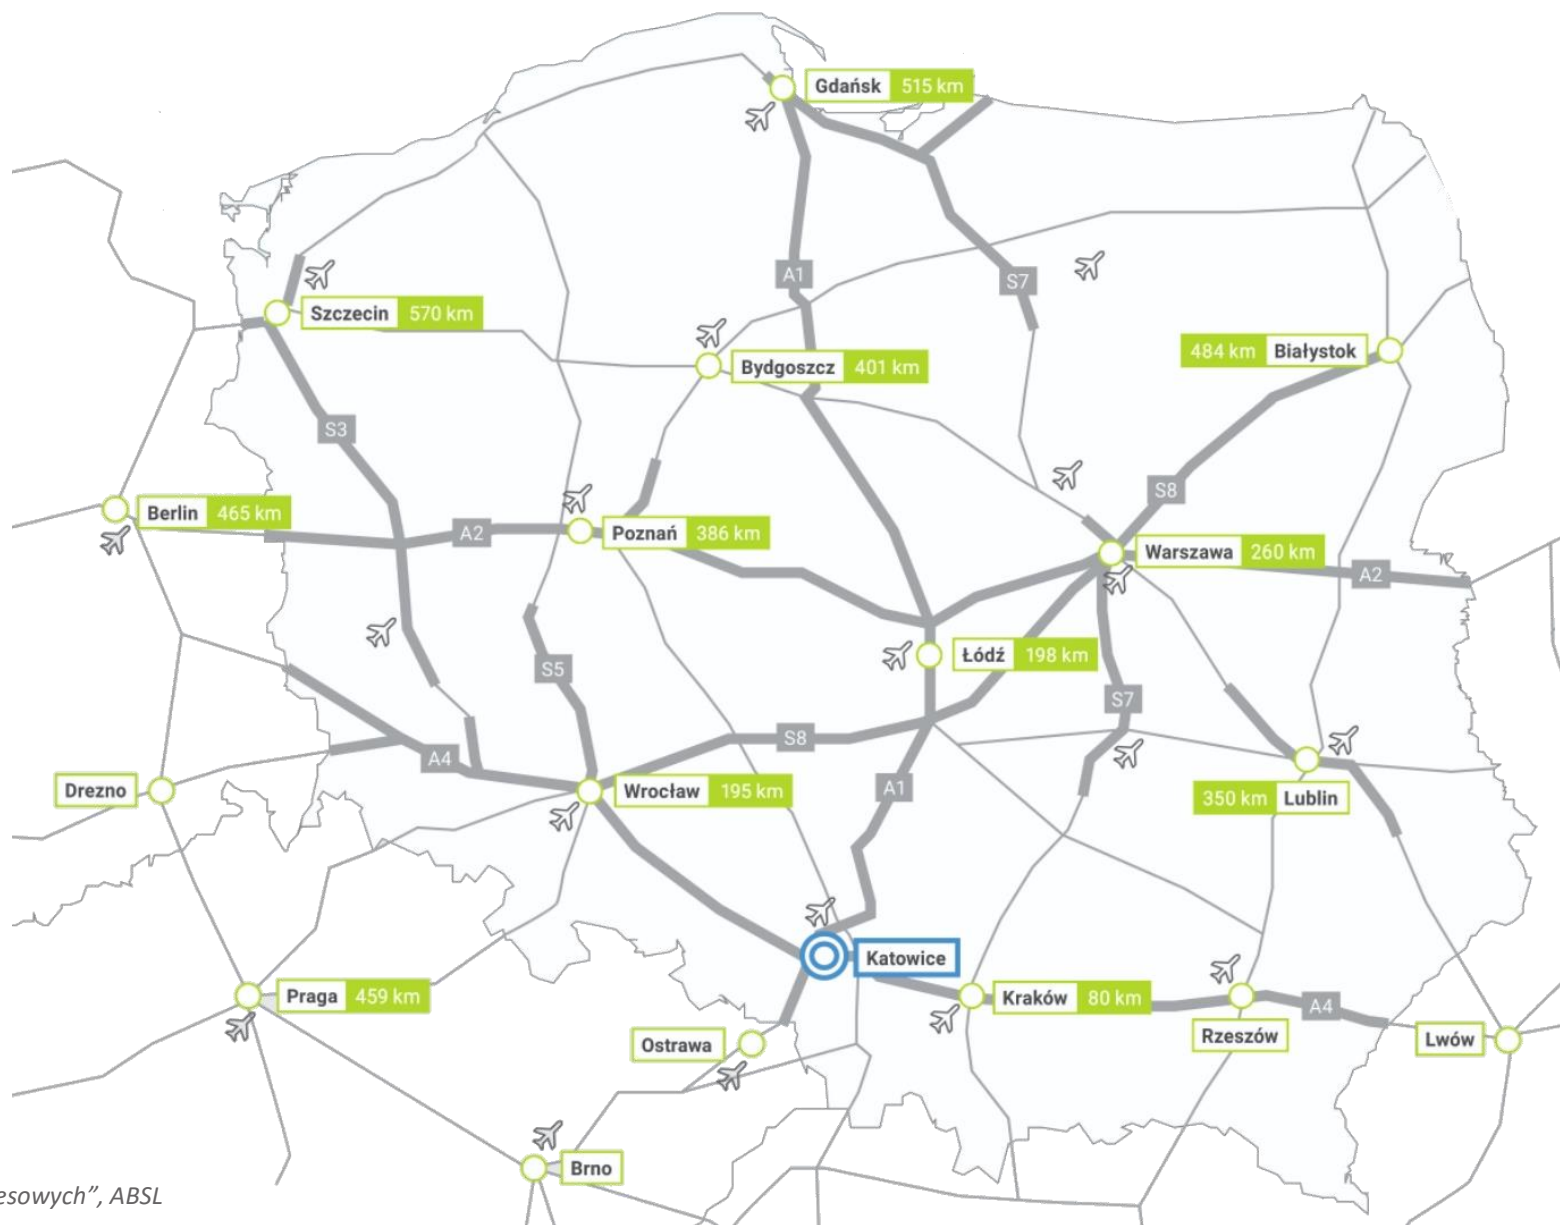 Gdańsk 515 km
A1
S7
Szczecin 570 km
Bydgoszcz 401 km
484 km Białystok
S3
S8
Berlin 465 km
A2
Poznań 386 km
Warszawa 260 km
A2
Łódź 198 km
S5
S7
S8
A4
Drezno
Wrocław 195 km
A1
350 km Lublin
Katowice
Praga 459 km
Kraków 80 km
A4
Ostrawa
Rzeszów
Lwów
Brno
esowych”, ABSL